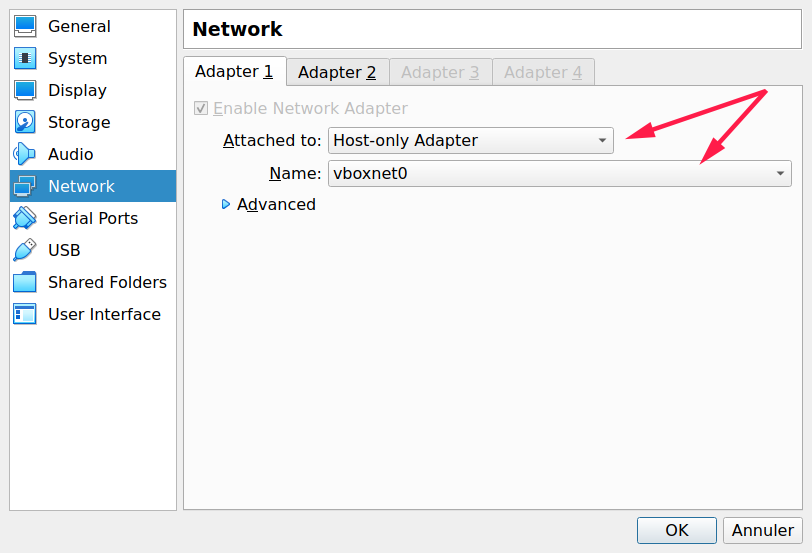 General
System
Display
Storage
Audio
Network
Serial Ports
USB
Shared Folders
User Interface
Network
Adapter 1 Adapter 2 Adapter 3 Adapter 4
Enable Network Adapter
Attached to: Host-only Adapter
Name: vboxnet0
Advanced
OK Annuler